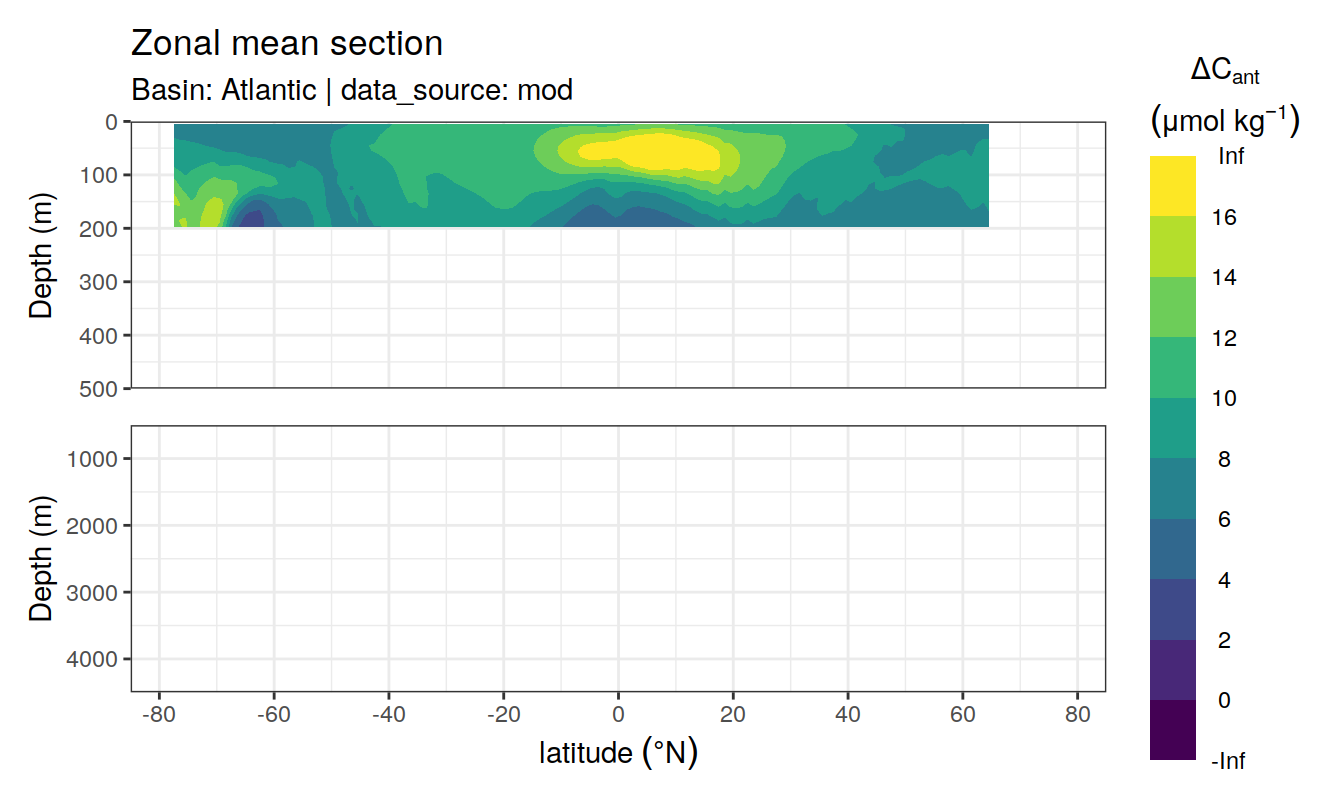 Zonal mean section
Basin: Atlantic | data_source: mod
0
100
200
300
400
500
Depth (m)
1000
2000
3000
4000
Depth (m)
-80 -60 -40 -20 0 20 40 60 80
latitude (°N)
ΔCant
(μmol kg⁻¹)
Inf
16
14
12
10
8
6
4
2
0
-Inf